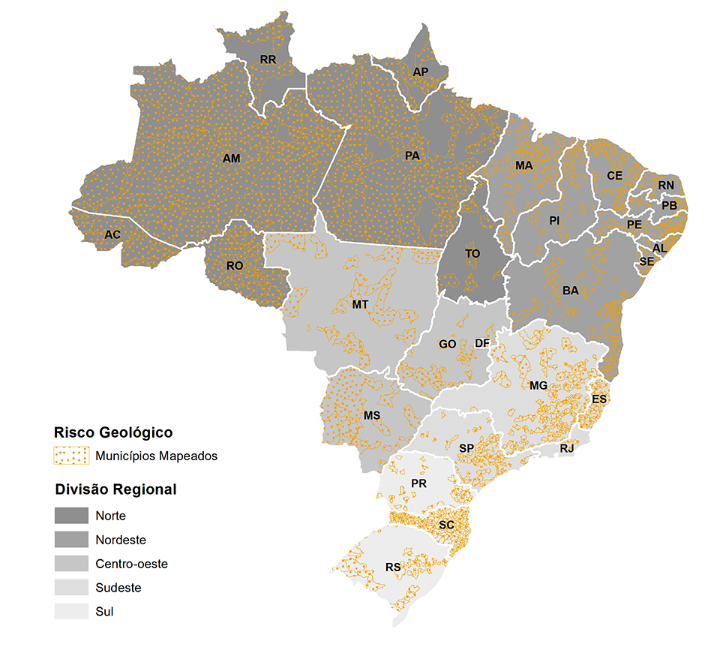 RR
AP
AM
PA
MA
CE
RN
PB
PI
PE
AC
AL
TO
SE
RO
BA
MT
GO
DF
MG
ES
MS
SP
RJ
PR
SC
RS
Risco Geológico
Municípios Mapeados
Divisão Regional
Norte
Nordeste
Centro-oeste
Sudeste
Sul